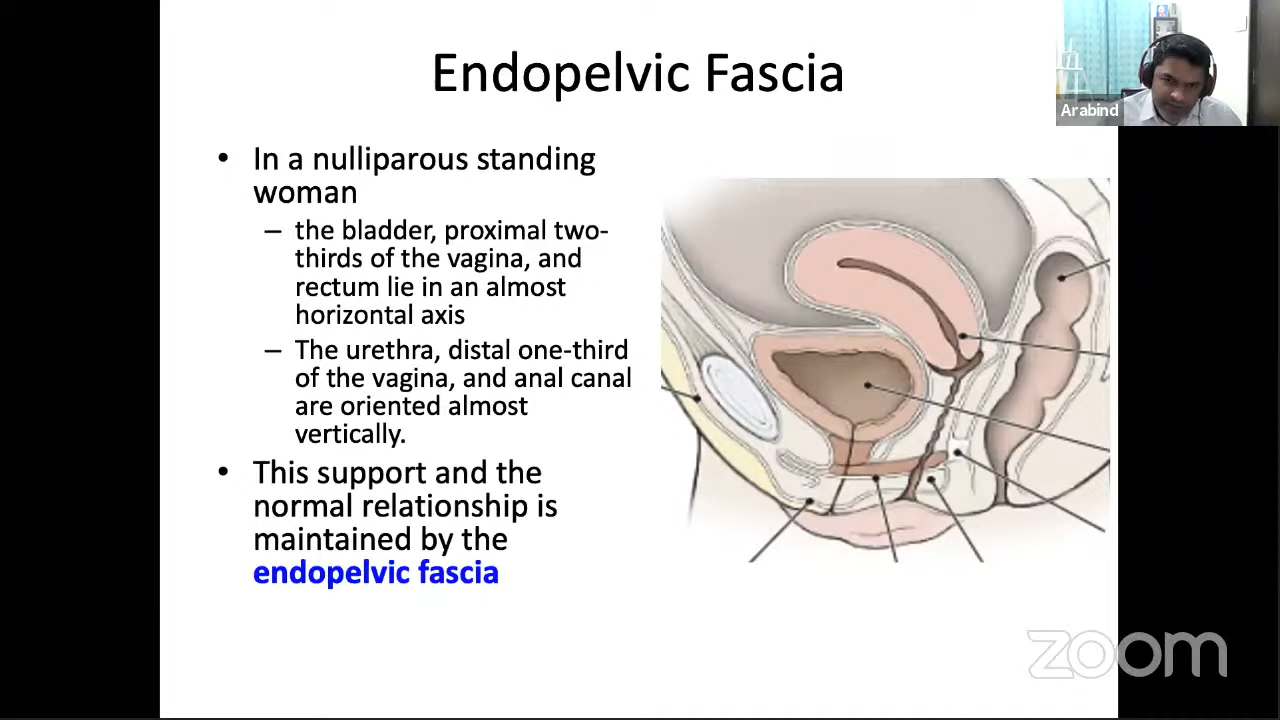 Endopelvic Fascia
Arabind
• In a nulliparous standing
woman
– the bladder, proximal two-
thirds of the vagina, and
rectum lie in an almost
horizontal axis
– The urethra, distal one-third
of the vagina, and anal canal
are oriented almost
vertically.
• This support and the
normal relationship is
maintained by the
endopelvic fascia
zoom